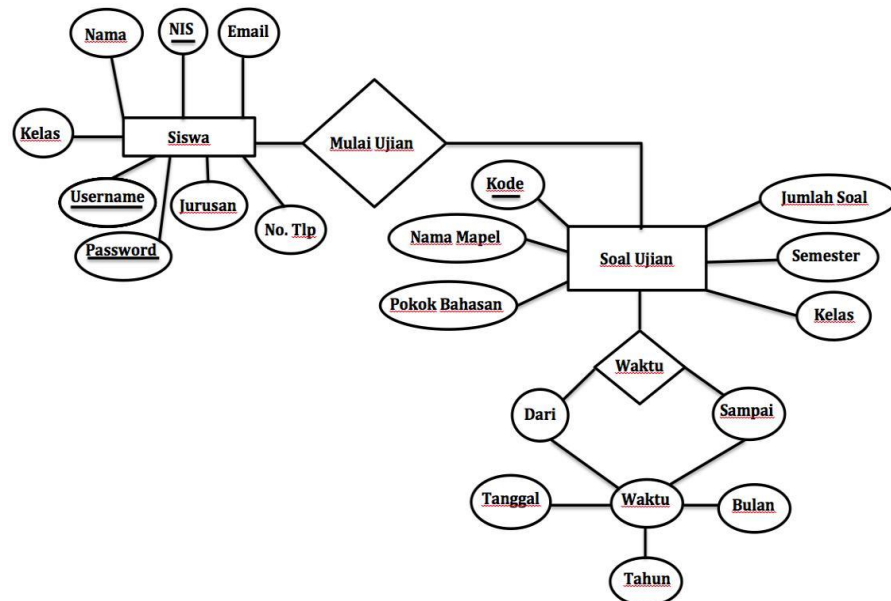 Nama
NIS
Email
Kelas
Siswa
Mulai Ujian
Username
Jurusan
No. Tlp
Password
Kode
Jumlah Soal
Nama Mapel
Soal Ujian
Semester
Pokok Bahasan
Kelas
Waktu
Dari
Sampai
Tanggal
Waktu
Bulan
Tahun